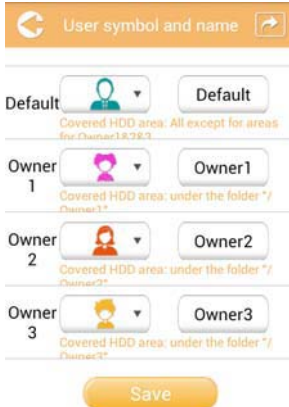 User symbol and name
Default
Default
Covered HDD area: All except for areas
for Owner1&2&3
Owner
1
Owner1
Covered HDD area: under the folder "/
Owner1"
Owner
2
Owner2
Covered HDD area: under the folder "/
Owner2"
Owner
3
Owner3
Covered HDD area: under the folder "/
Owner3"
Save